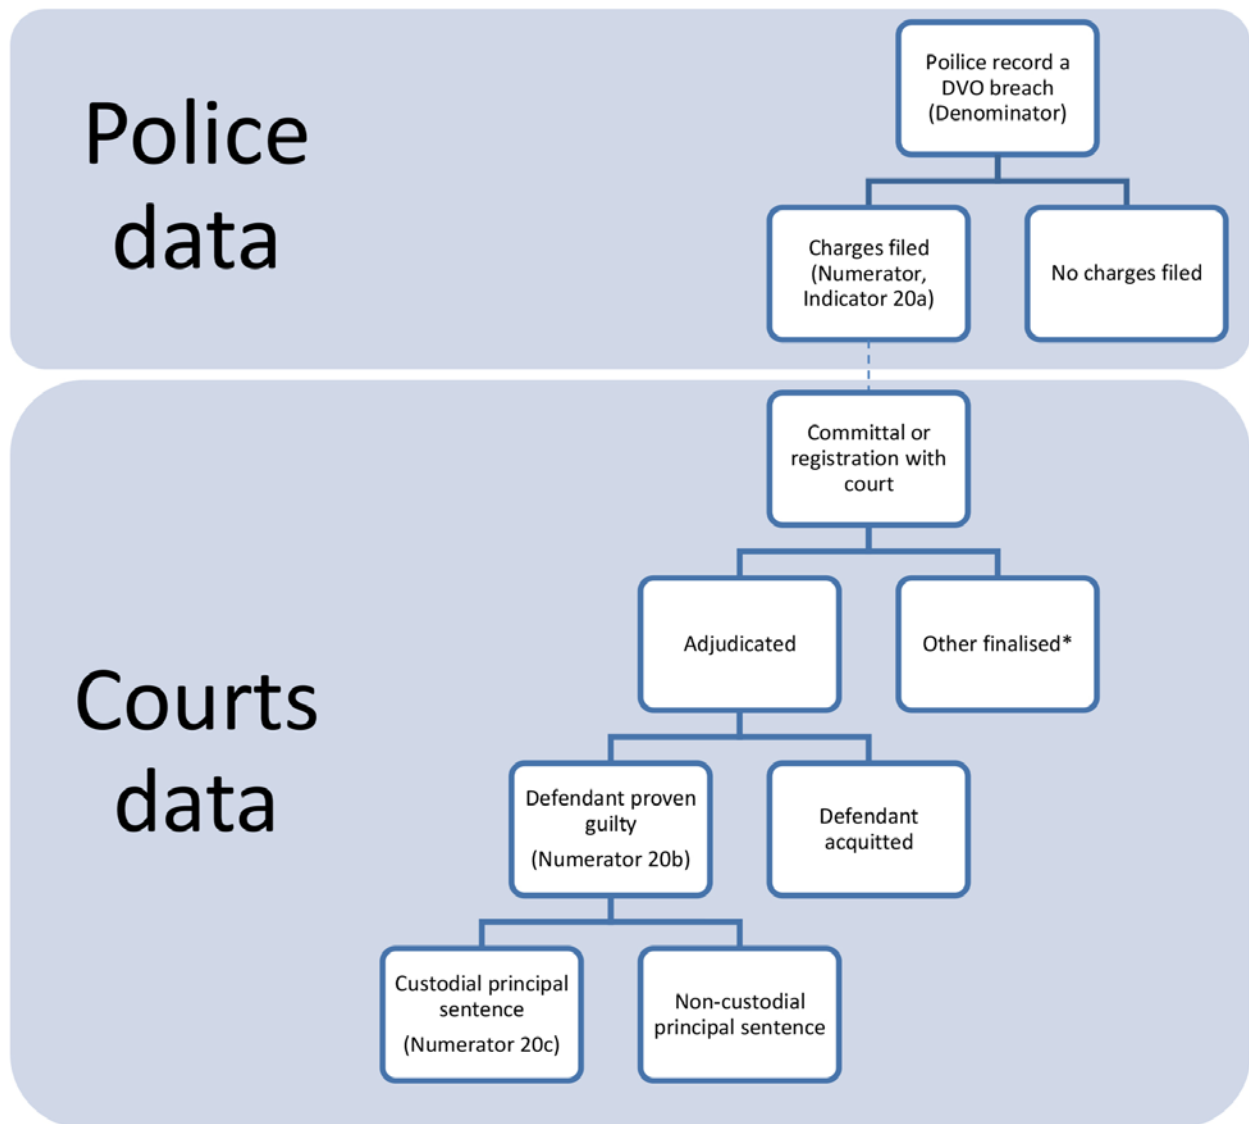 Police
data
Poilice record a
DVO breach
(Denominator)
Charges filed
(Numerator,
Indicator 20a)
No charges filed
Courts
data
Committal or
registration with
court
Adjudicated
Other finalised*
Defendant proven
guilty
(Numerator 20b)
Defendant
acquitted
Custodial principal
sentence
(Numerator 20c)
Non-custodial
principal sentence